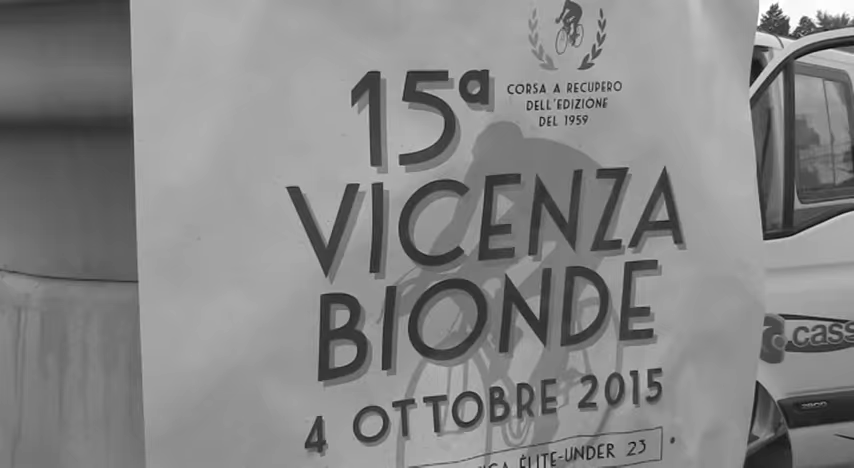 15ª
CORSA A RECUPERO
DELL'EDIZIONE
DEL 1959
VICENZA
BIONDE
4 OTTOBRE 2015
ÉLITE-UNDER 23
.cass